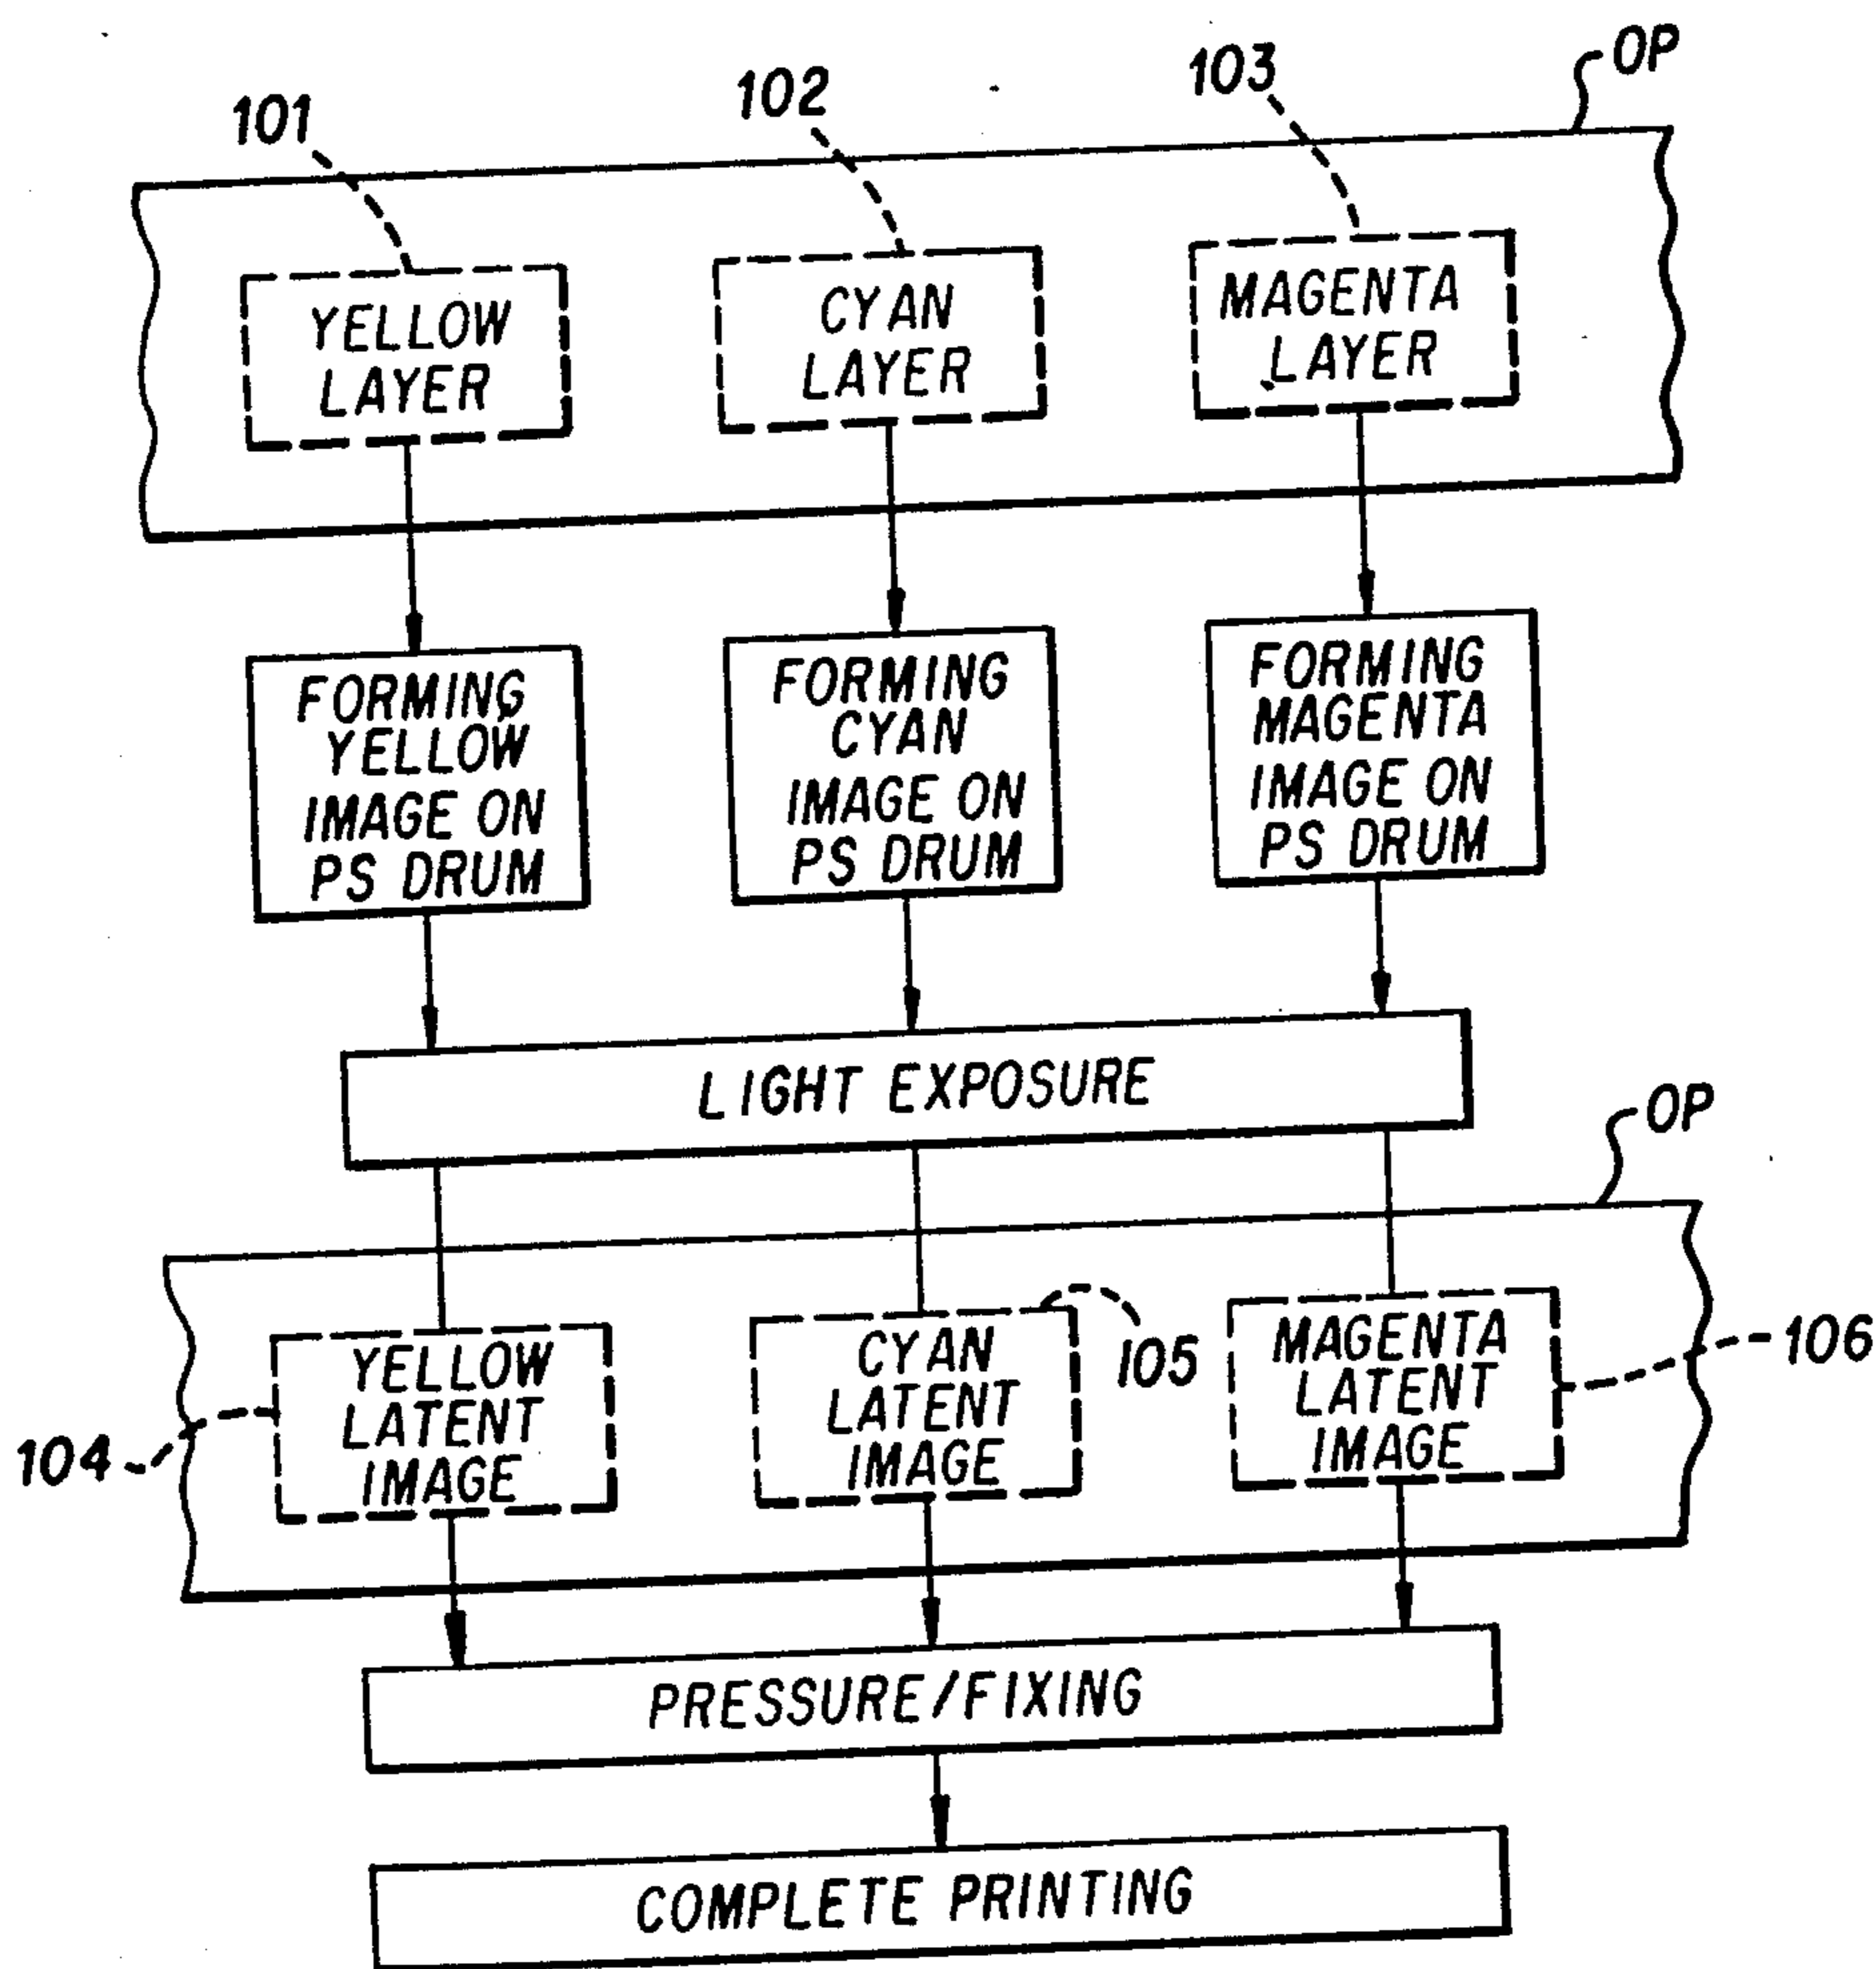 101
102
103
OP
YELLOW
LAYER
CYAN
LAYER
MAGENTA
LAYER
FORMING
YELLOW
IMAGE ON
PS DRUM
FORMING
CYAN
IMAGE ON
PS DRUM
FORMING
MAGENTA
IMAGE ON
PS DRUM
LIGHT EXPOSURE
OP
104
YELLOW
LATENT
IMAGE
CYAN
LATENT
IMAGE
105
MAGENTA
LATENT
IMAGE
106
PRESSURE/FIXING
COMPLETE PRINTING